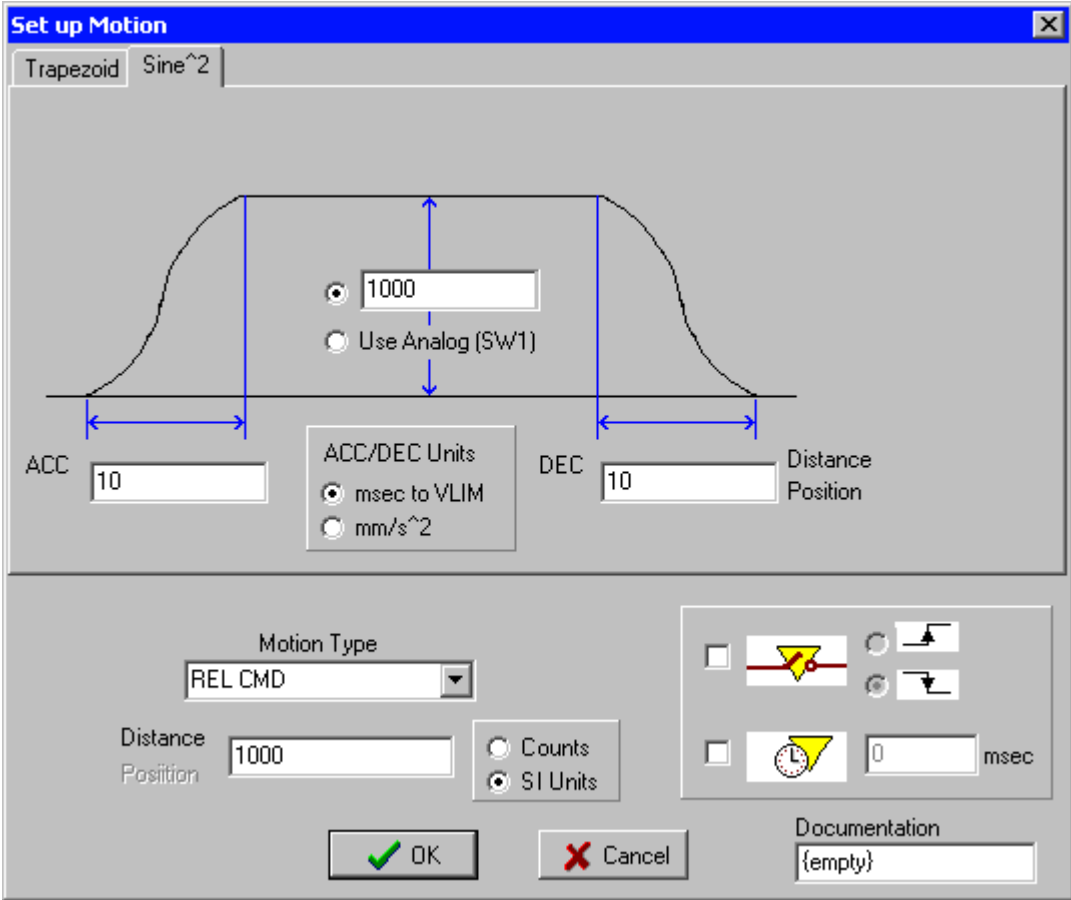 Set up Motion
Trapezoid Sine^2
1000
Use Analog (SW1)
ACC 10
ACC/DEC Units
msec to VLIM
mm/s^2
DEC 10
Distance
Position
Motion Type
REL CMD
Distance
Posiition
1000
Counts
SI Units
0 msec
OK
Cancel
Documentation
{empty}